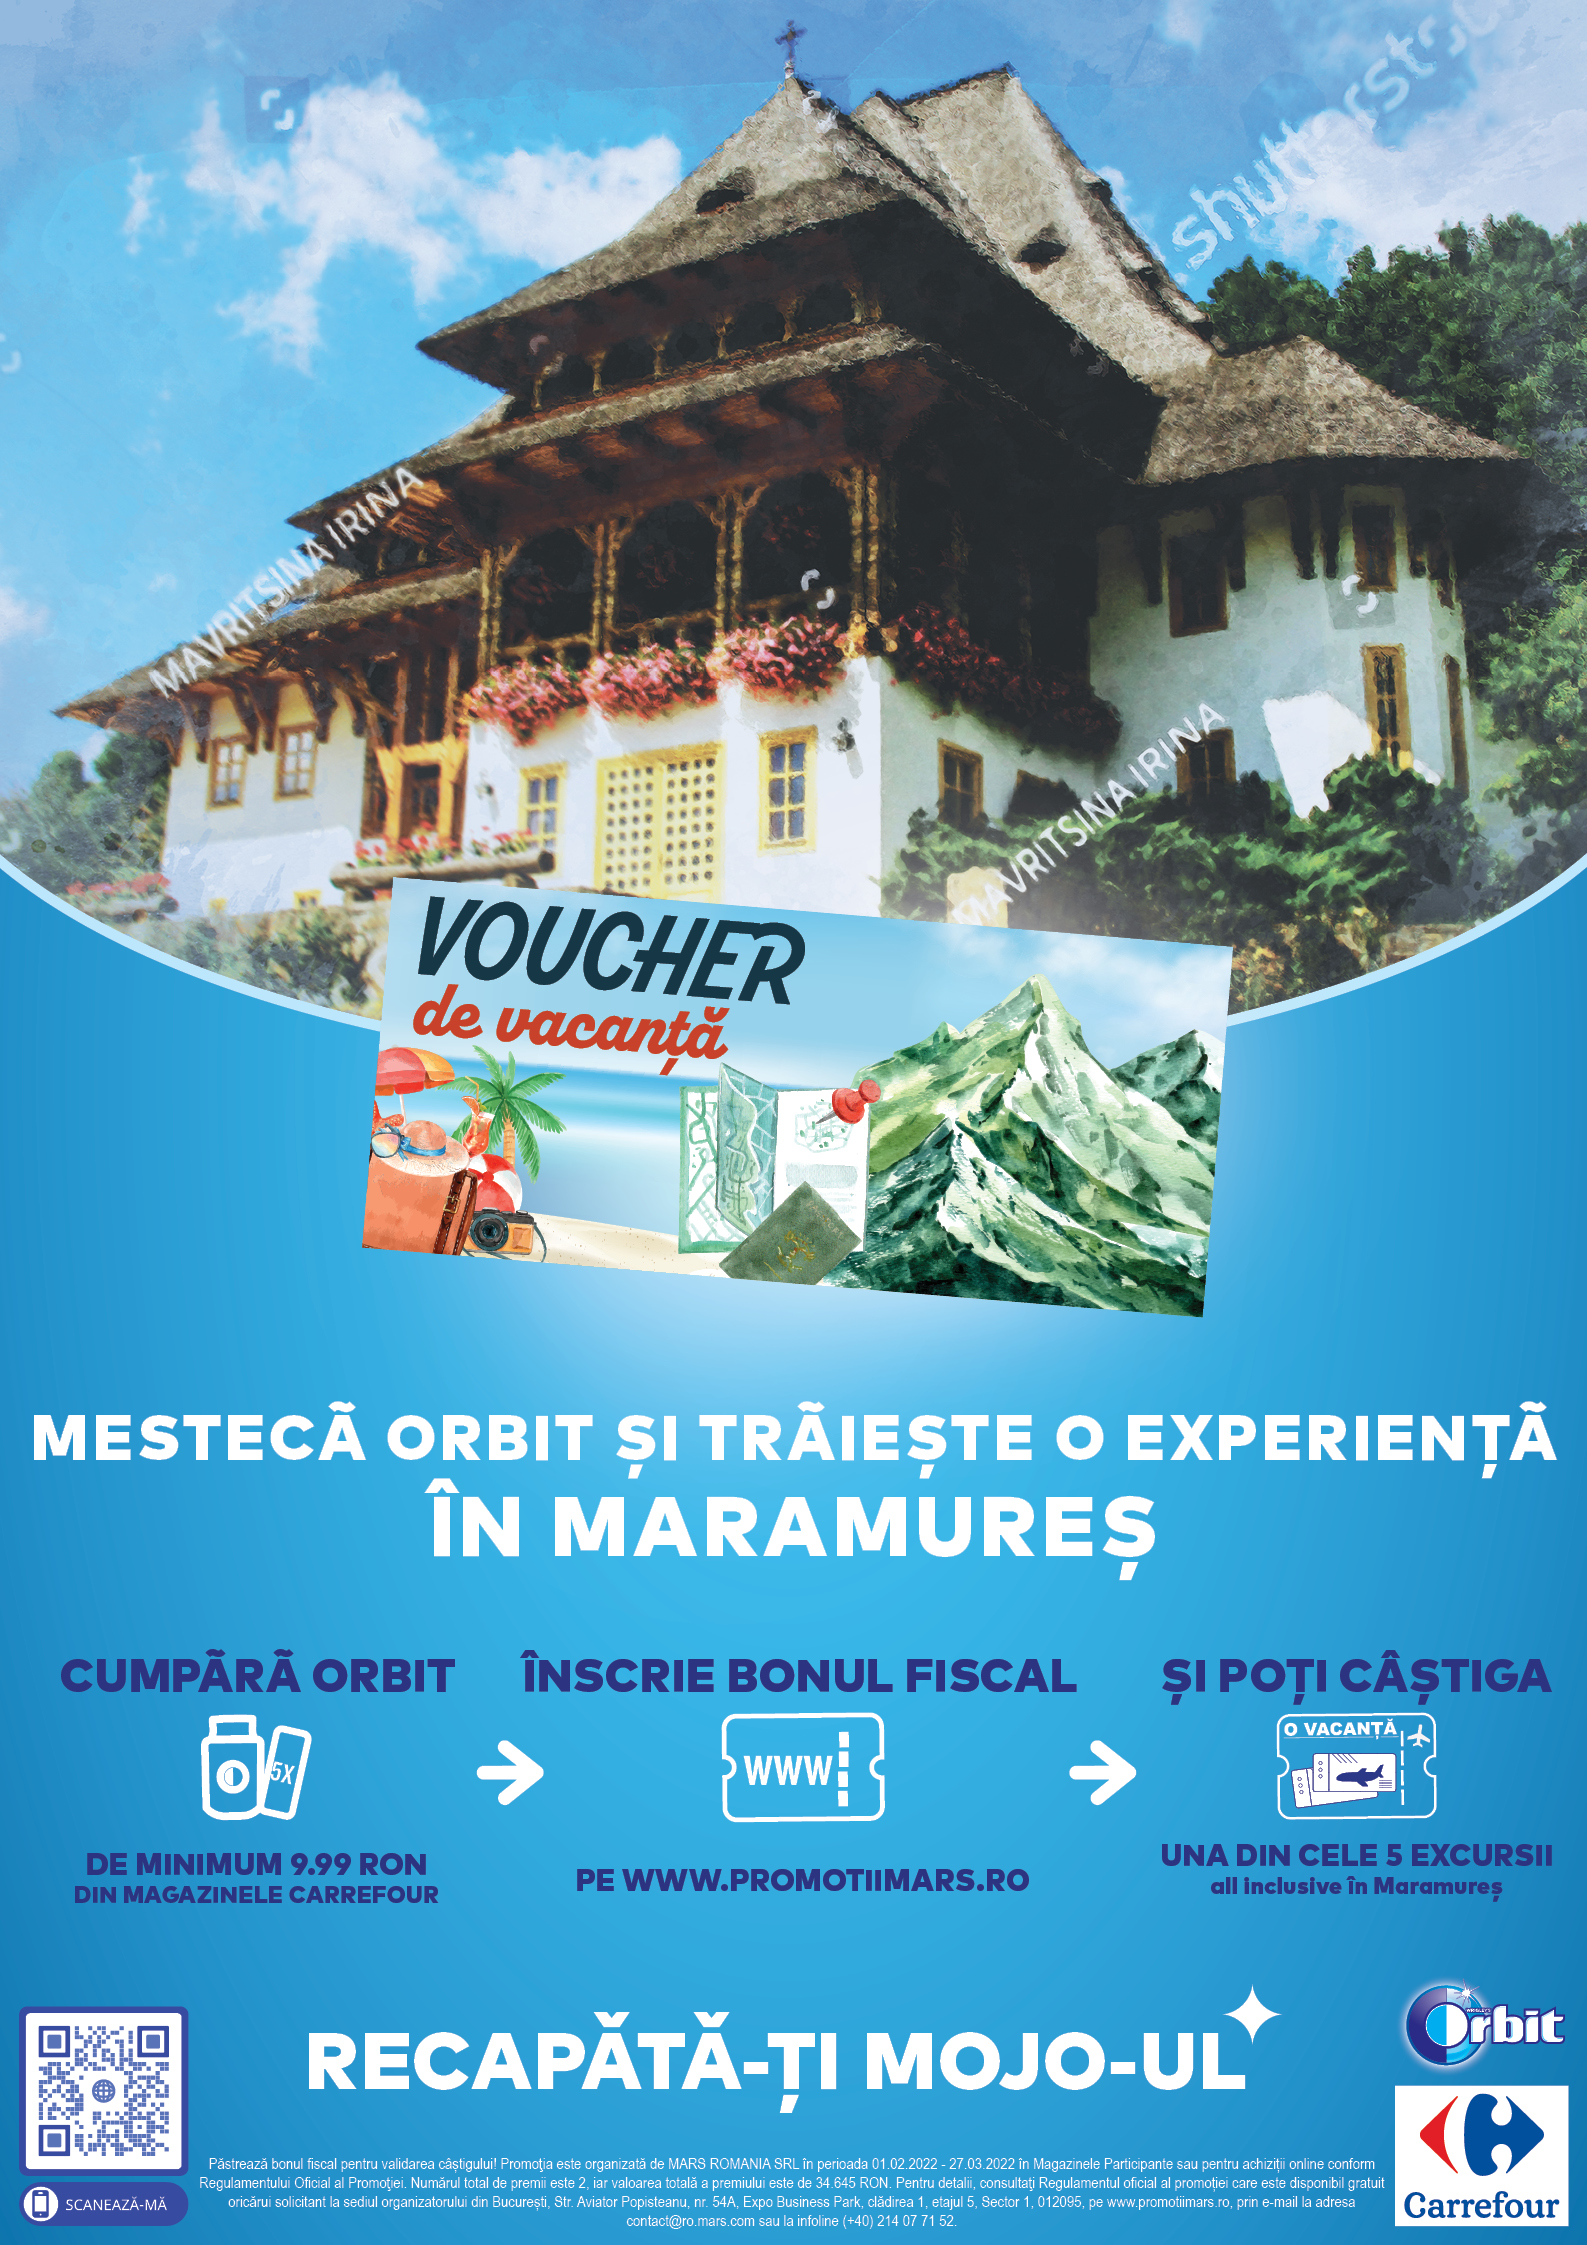 shutterst
MAVRITSINA IRINA
MAVRITSINA IRINA
VOUCHER
de vacanță
MESTECĂ ORBIT ȘI TRĂIEȘTE O EXPERIENȚĂ
ÎN MARAMUREȘ
CUMPĂRĂ ORBIT
5X
DE MINIMUM 9.99 RON
DIN MAGAZINELE CARREFOUR
ÎNSCRIE BONUL FISCAL
WWW
PE WWW.PROMOTIIMARS.RO
ȘI POȚI CÂȘTIGA
O VACANȚĂ
UNA DIN CELE 5 EXCURSII
all inclusive în Maramureș
RECAPĂTĂ-ȚI MOJO-UL
WRIGLEY'S
Orbit
SCANEAZĂ-MĂ
Păstrează bonul fiscal pentru validarea câștigului! Promoția este organizată de MARS ROMANIA SRL în perioada 01.02.2022 - 27.03.2022 în Magazinele Participante sau pentru achiziții online conform
Regulamentului Oficial al Promoției. Numărul total de premii este 2, iar valoarea totală a premiului este de 34.645 RON. Pentru detalii, consultați Regulamentul oficial al promoției care este disponibil gratuit
oricărui solicitant la sediul organizatorului din București, Str. Aviator Popisteanu, nr. 54A, Expo Business Park, clădirea 1, etajul 5, Sector 1, 012095, pe www.promotiimars.ro, prin e-mail la adresa
contact@ro.mars.com sau la infoline (+40) 214 07 71 52.
Carrefour